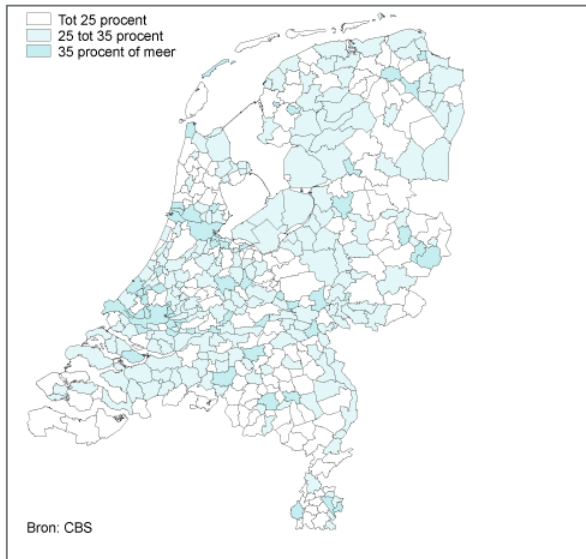 Tot 25 procent
25 tot 35 procent
35 procent of meer
Bron: CBS